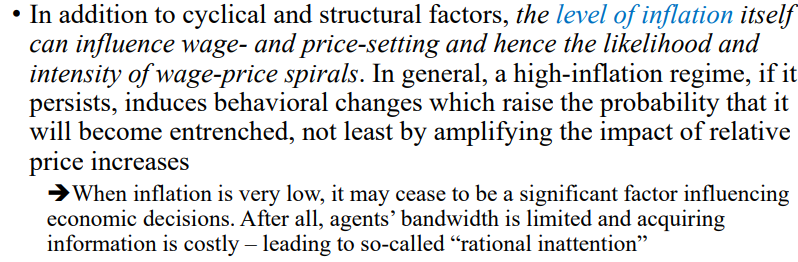 • In addition to cyclical and structural factors, the level of inflation itself
can influence wage- and price-setting and hence the likelihood and
intensity of wage-price spirals. In general, a high-inflation regime, if it
persists, induces behavioral changes which raise the probability that it
will become entrenched, not least by amplifying the impact of relative
price increases
➔When inflation is very low, it may cease to be a significant factor influencing
economic decisions. After all, agents’ bandwidth is limited and acquiring
information is costly – leading to so-called “rational inattention”